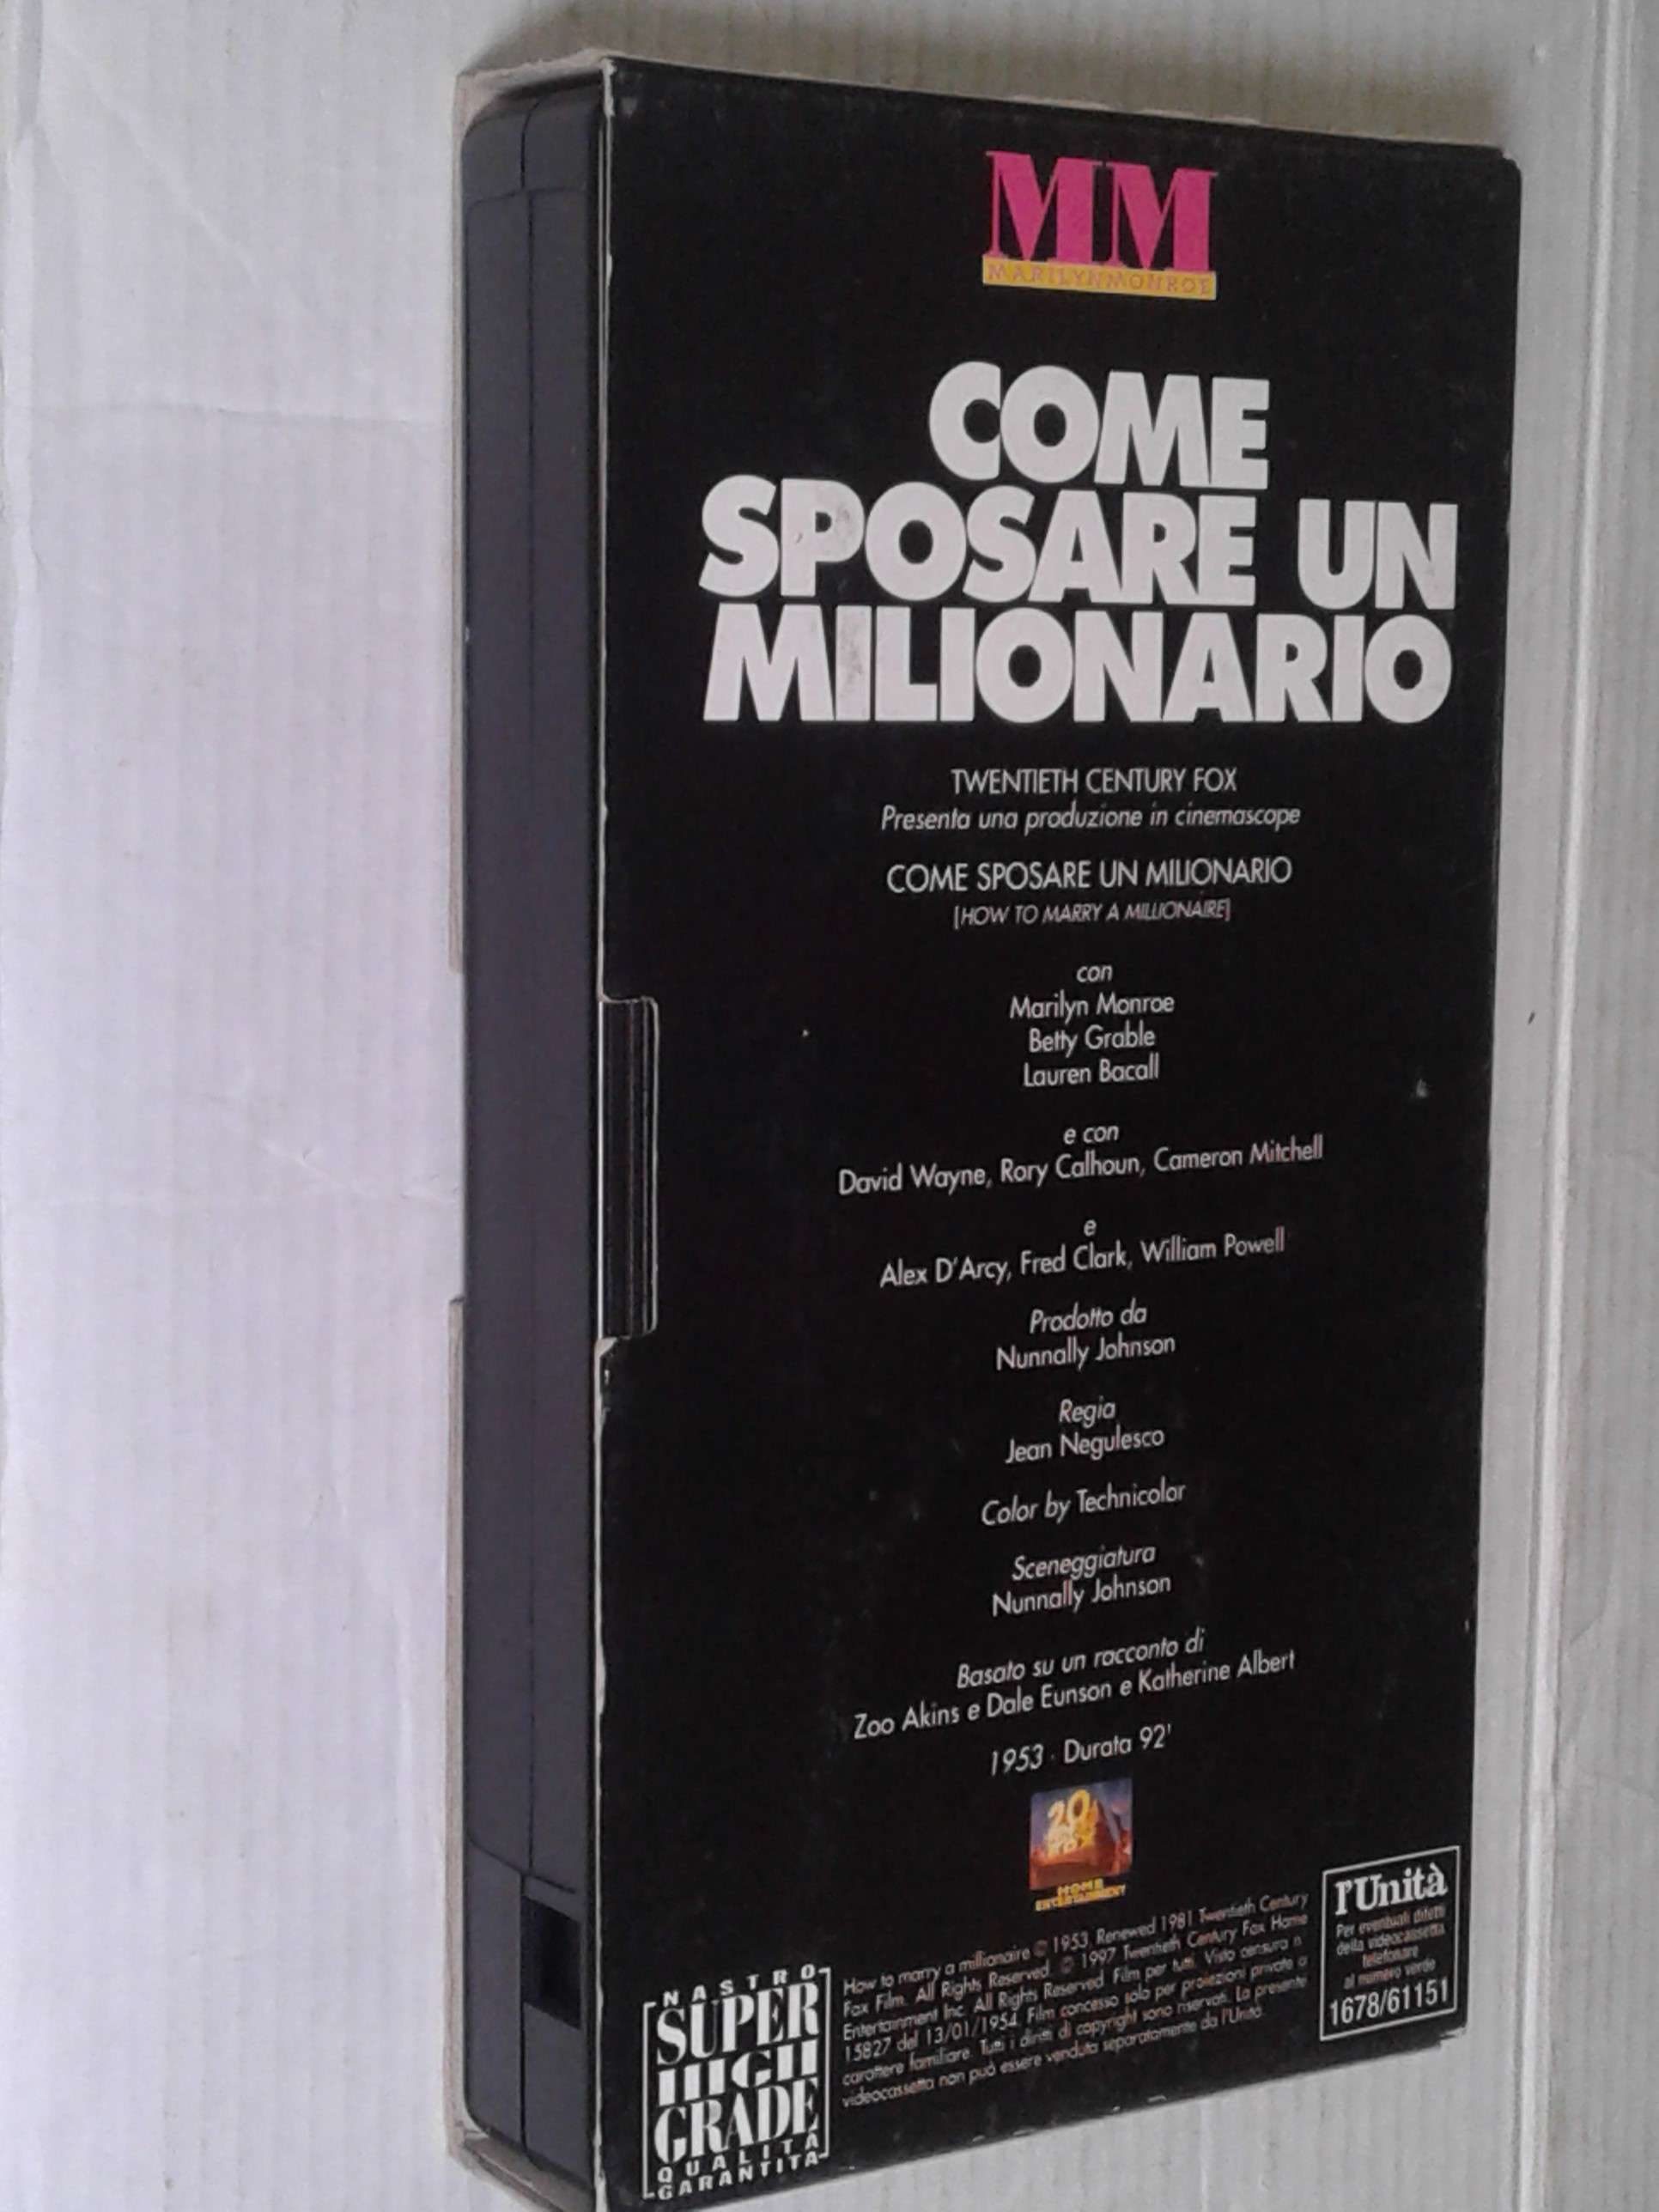 MM
MARILYNMONROE
COME
SPOSARE UN
MILIONARIO
TWENTIETH CENTURY FOX
Presenta una produzione in cinemascope
COME SPOSARE UN MILIONARIO
(HOW TO MARRY A MILLIONAIRE)
con
Marilyn Monroe
Betty Grable
Lauren Bacall
e con
David Wayne, Rory Calhoun, Cameron Mitchell
e
Alex D'Arcy, Fred Clark, William Powell
Prodotto da
Nunnally Johnson
Regia
Jean Negulesco
Color by Technicolor
Sceneggiatura
Nunnally Johnson
Basato su un racconto di
Zoo Akins e Dale Eunson e Katherine Albert
1953 · Durata 92'
20
FOX
HOME
ENTERTAINMENT
NASTRO
SUPER
HIGH
GRADE
QUALITÀ
GARANTITA
How to marry a millionaire © 1953, Renewed 1981 Twentieth Century
Fox Film. All Rights Reserved. © 1997 Twentieth Century Fox Home
Entertainment Inc. All Rights Reserved. Film per tutti. Visto censura n
15827 del 13/01/1954. Film concesso solo per proiezioni private a
carattere familiare. Tutti i diritti di copyright sono riservati. La presente
videocassetta non può essere venduta separatamente da l'Unità.
l'Unità
Per eventuali difetti
della videocassetta
telefonare
al numero verde
1678/61151